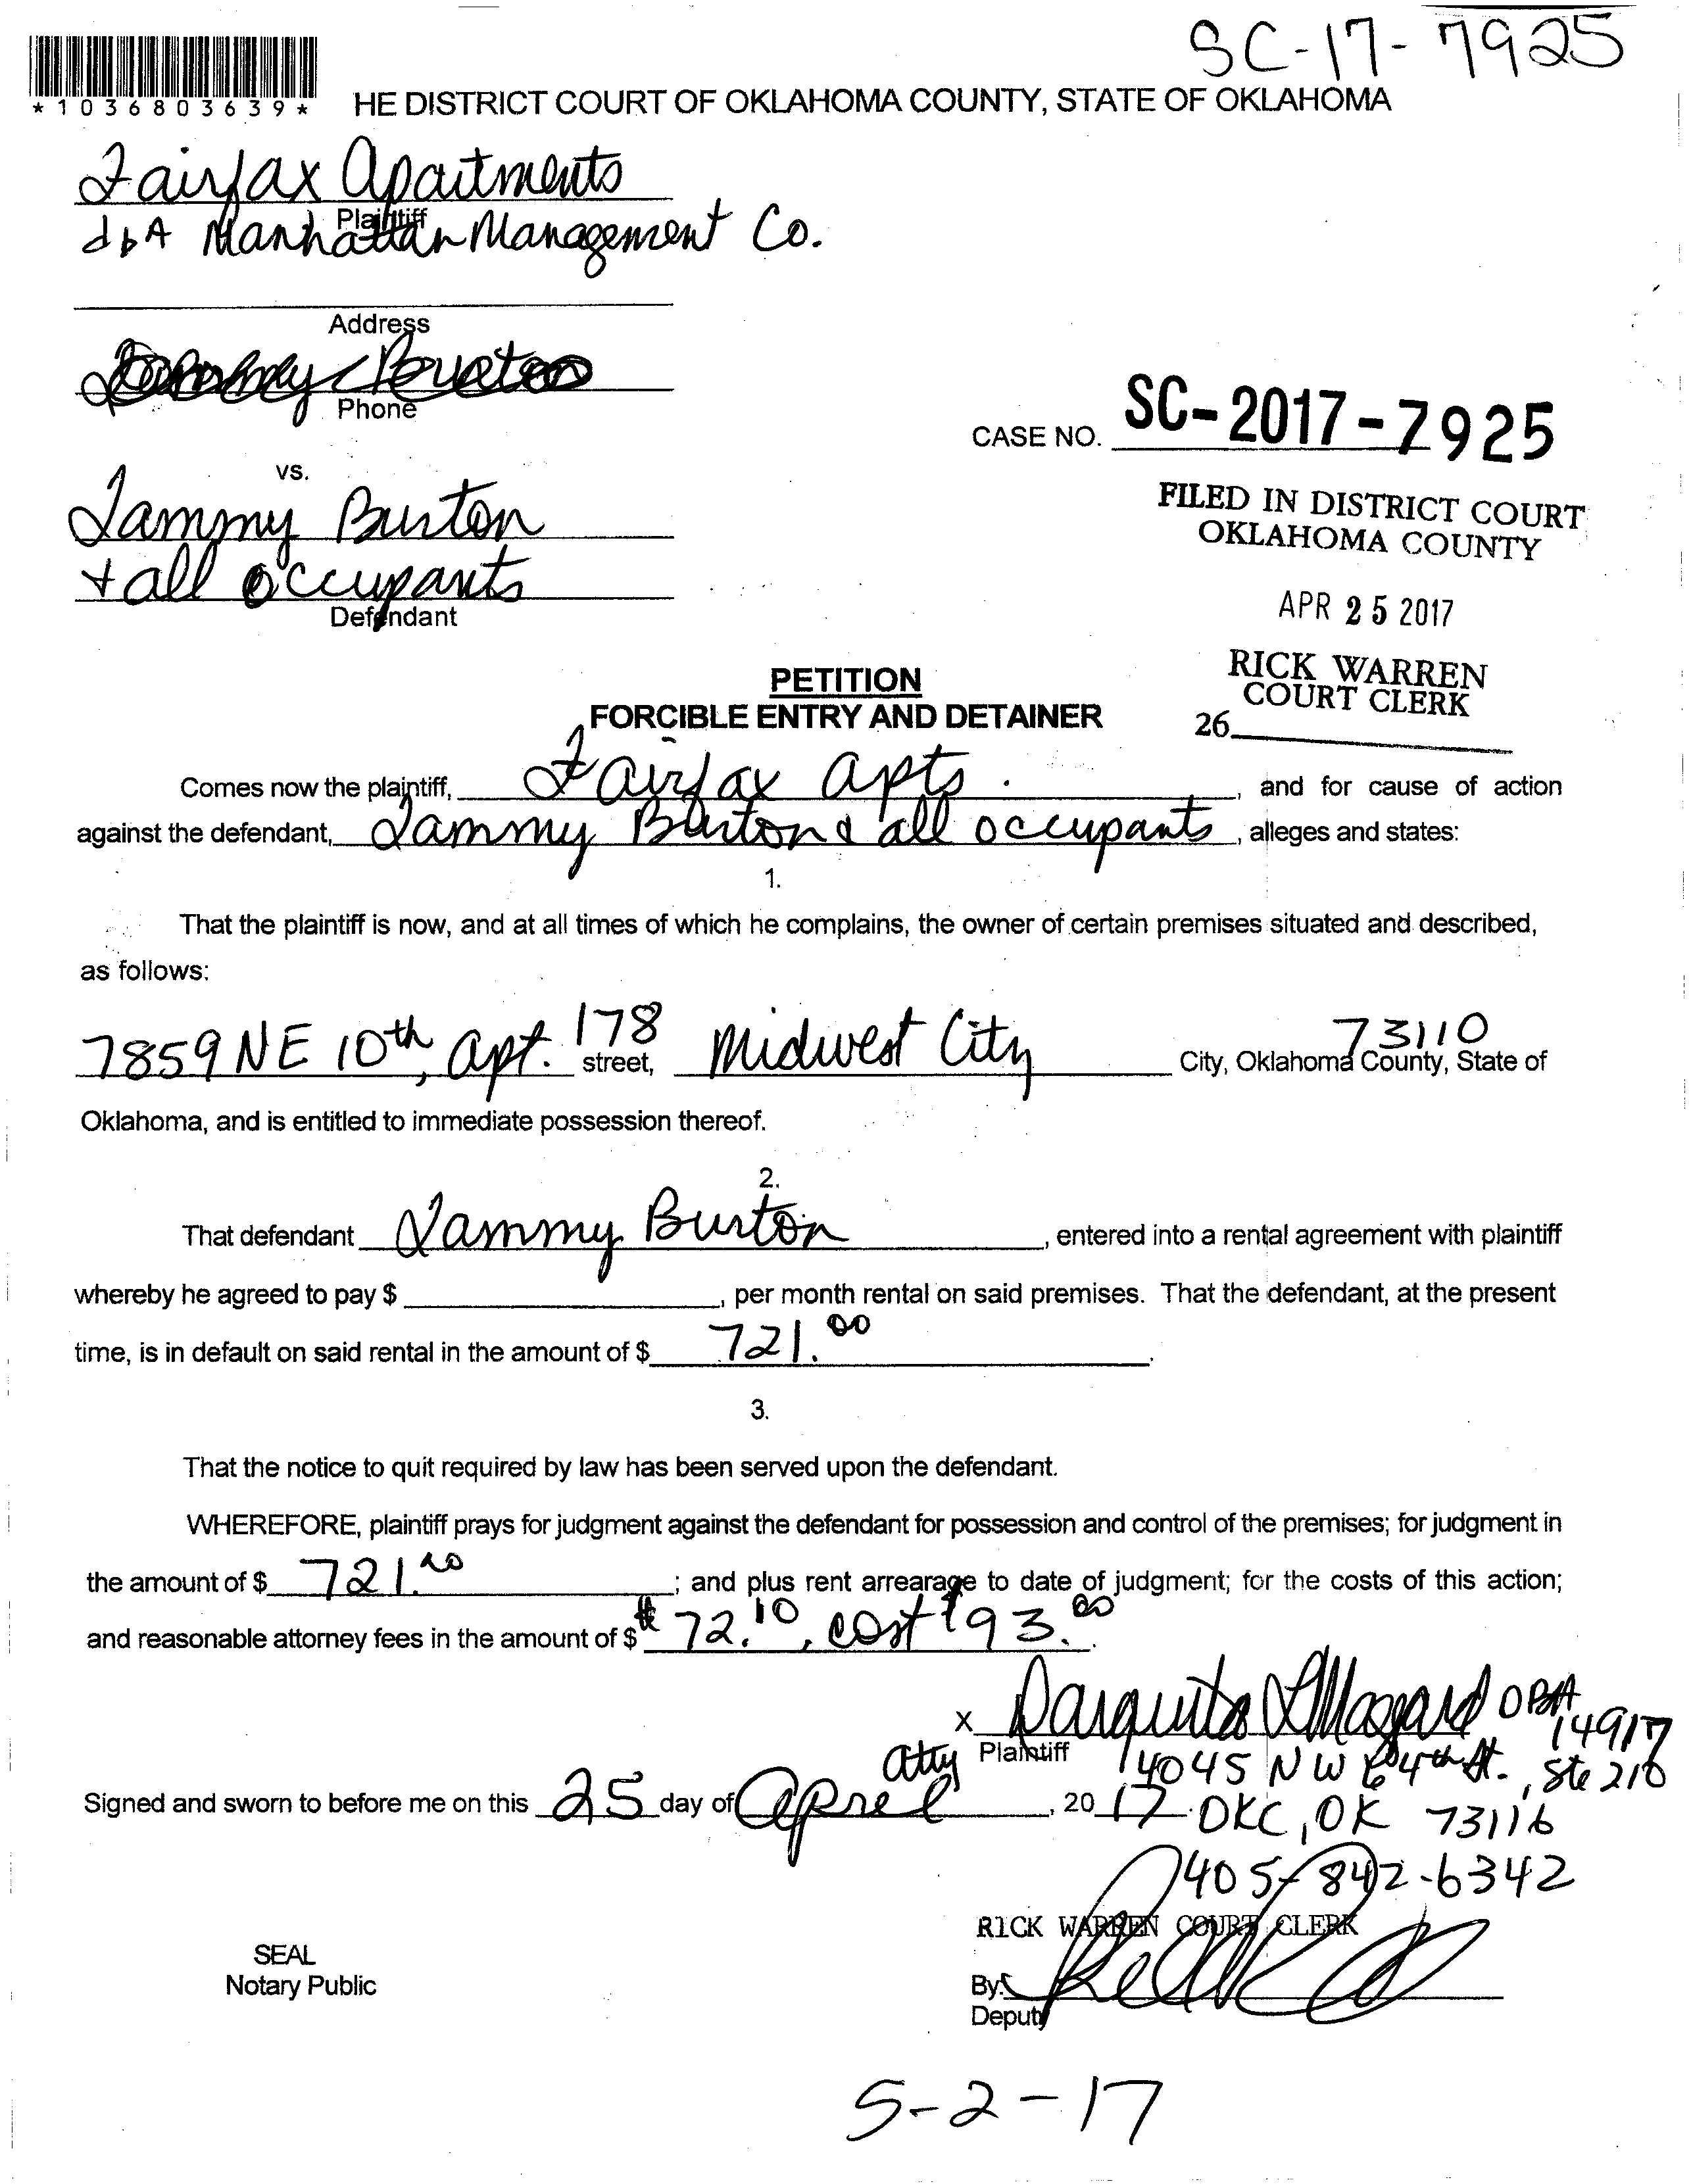 SC-17-7925
*1036803639*
HE DISTRICT COURT OF OKLAHOMA COUNTY, STATE OF OKLAHOMA
Fairfax Apartments
Plaintiff
dbA Manhattan Management Co.
Address
Phone
CASE NO. SC-2017-7925
vs.
Tammy Burton
+ all occupants
Defendant
FILED IN DISTRICT COURT
OKLAHOMA COUNTY
APR 25 2017
RICK WARREN
COURT CLERK
26
PETITION
FORCIBLE ENTRY AND DETAINER
Comes now the plaintiff, Fairfax Apts. , and for cause of action
against the defendant, Tammy Burton & all occupants , alleges and states:
1.
That the plaintiff is now, and at all times of which he complains, the owner of certain premises situated and described,
as follows:
7859 NE 10th, Apt. 178 street, Midwest City City, Oklahoma County, State of 73110
Oklahoma, and is entitled to immediate possession thereof.
2.
That defendant Tammy Burton , entered into a rental agreement with plaintiff
whereby he agreed to pay $ , per month rental on said premises. That the defendant, at the present
time, is in default on said rental in the amount of $ 721.00 .
3.
That the notice to quit required by law has been served upon the defendant.
WHEREFORE, plaintiff prays for judgment against the defendant for possession and control of the premises; for judgment in
the amount of $ 721.00 ; and plus rent arrearage to date of judgment; for the costs of this action;
and reasonable attorney fees in the amount of $ $72.10, cost $93.00 .
x OBA 14917
atty Plaintiff 4045 NW 64th St., Ste 210
Signed and sworn to before me on this 25 day of April , 20 17 OKC, OK 73116
405-842-6342
RICK WARREN COURT CLERK
SEAL
Notary Public
By:
Deputy
5-2-17